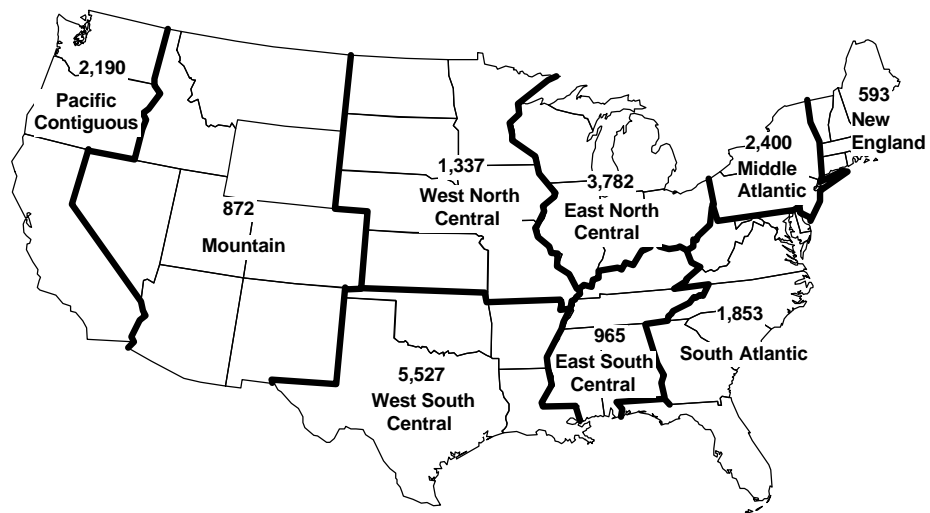 2,190
Pacific
Contiguous
872
Mountain
1,337
West North
Central
3,782
East North
Central
2,400
Middle
Atlantic
593
New
England
5,527
West South
Central
965
East South
Central
1,853
South Atlantic